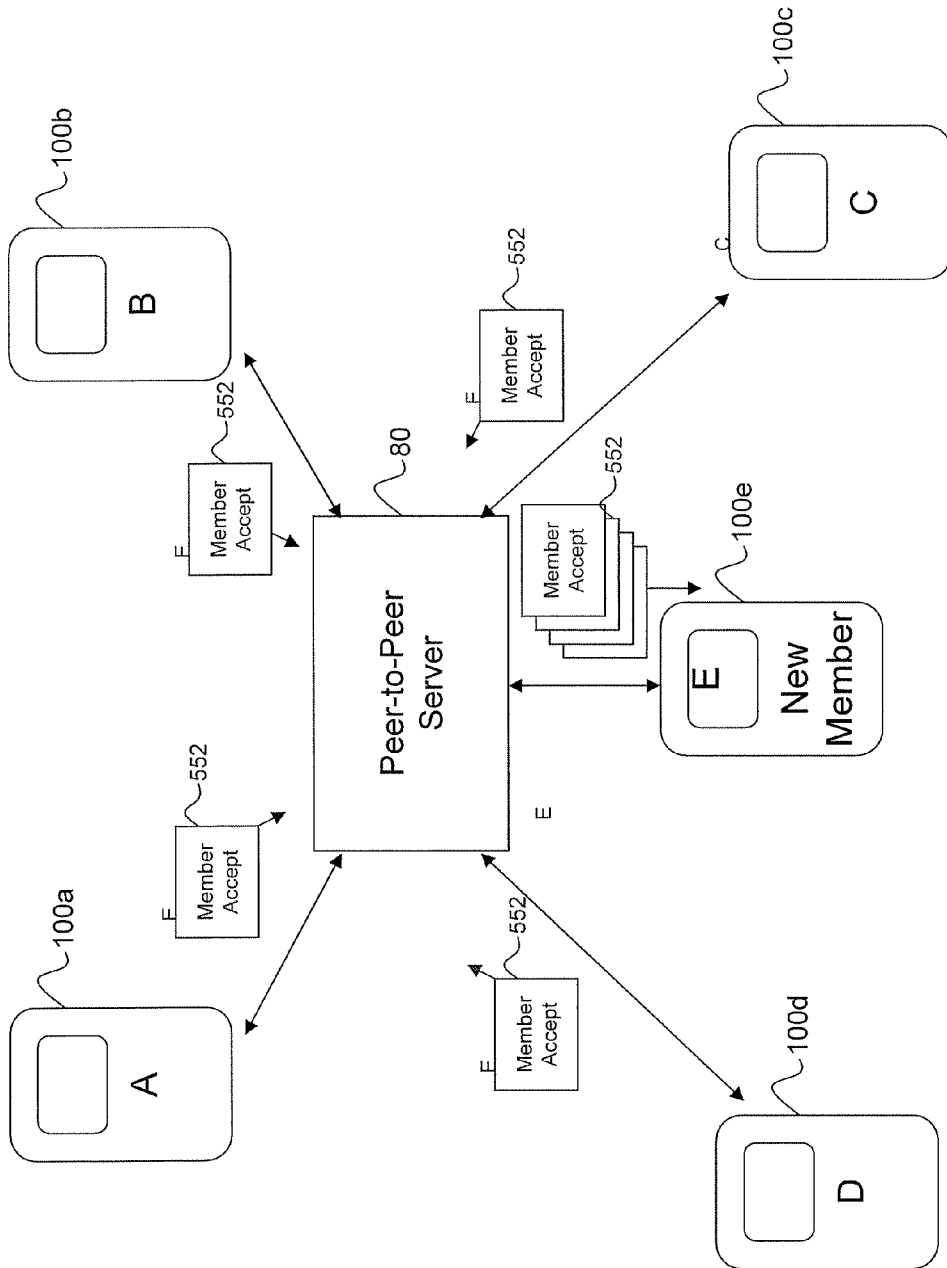 100a
100b
A
B
F
552
Member
Accept
F
552
Member
Accept
80
Peer-to-Peer
Server
F
552
Member
Accept
F
552
Member
Accept
E
552
Member
Accept
100e
E
New
Member
100d
100c
C
D
C